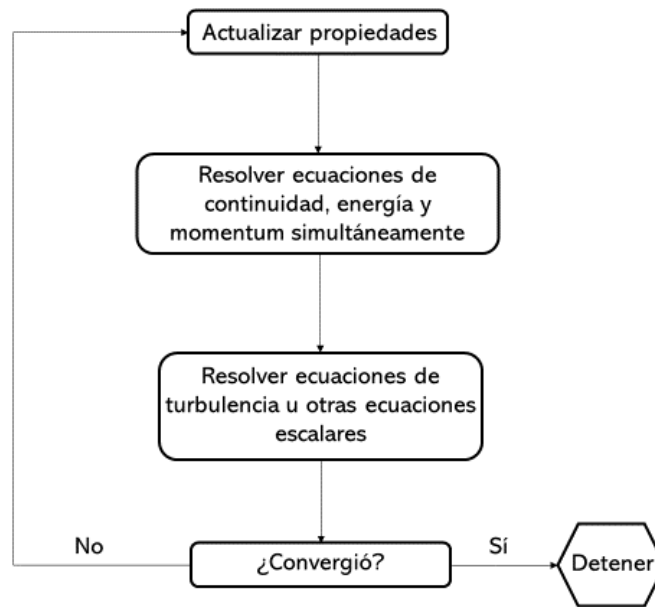 Actualizar propiedades
Resolver ecuaciones de
continuidad, energía y
momentum simultáneamente
Resolver ecuaciones de
turbulencia u otras ecuaciones
escalares
No
¿Convergió?
Sí
Detener